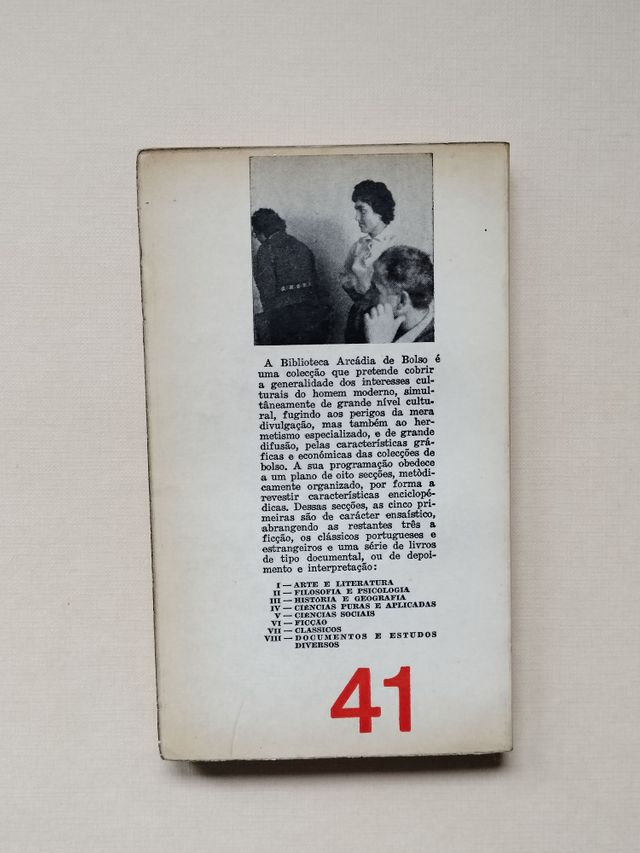 A Biblioteca Arcádia de Bolso é
uma colecção que pretende cobrir
a generalidade dos interesses cul-
turais do homem moderno, simul-
tâneamente de grande nível cultu-
ral, fugindo aos perigos da mera
divulgação, mas também ao her-
metismo especializado, e de grande
difusão, pelas características grá-
ficas e económicas das colecções de
bolso. A sua programação obedece
a um plano de oito secções, metò-
dicamente organizado, por forma a
revestir características enciclopé-
dicas. Dessas secções, as cinco pri-
meiras são de carácter ensaístico,
abrangendo as restantes três a
ficção, os clássicos portugueses e
estrangeiros e uma série de livros
de tipo documental, ou de depoi-
mento e interpretação:
I — ARTE E LITERATURA
II — FILOSOFIA E PSICOLOGIA
III — HISTÓRIA E GEOGRAFIA
IV — CIÊNCIAS PURAS E APLICADAS
V — CIÊNCIAS SOCIAIS
VI — FICÇÃO
VII — CLÁSSICOS
VIII — DOCUMENTOS E ESTUDOS
DIVERSOS
41